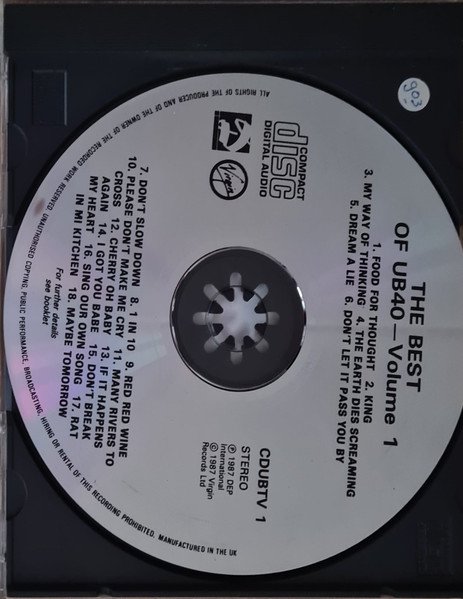 THE BEST
OF UB40—Volume 1
1. FOOD FOR THOUGHT 2. KING
3. MY WAY OF THINKING 4. THE EARTH DIES SCREAMING
5. DREAM A LIE 6. DON'T LET IT PASS YOU BY
COMPACT
disc
DIGITAL AUDIO
Virgin
CDUBTV 1
STEREO
℗ 1987 DEP
International
© 1987 Virgin
Records Ltd
7. DON'T SLOW DOWN 8. 1 IN 10 9. RED RED WINE
10. PLEASE DON'T MAKE ME CRY 11. MANY RIVERS TO
CROSS 12. CHERRY OH BABY 13. IF IT HAPPENS
AGAIN 14. I GOT YOU BABE 15. DON'T BREAK
MY HEART 16. SING OUR OWN SONG 17. RAT
IN MI KITCHEN 18. MAYBE TOMORROW
For further details
see booklet
ALL RIGHTS OF THE PRODUCER AND OF THE OWNER OF THE RECORDED WORK RESERVED. UNAUTHORISED COPYING, PUBLIC PERFORMANCE, BROADCASTING, HIRING OR RENTAL OF THIS RECORDING PROHIBITED. MANUFACTURED IN THE UK
903